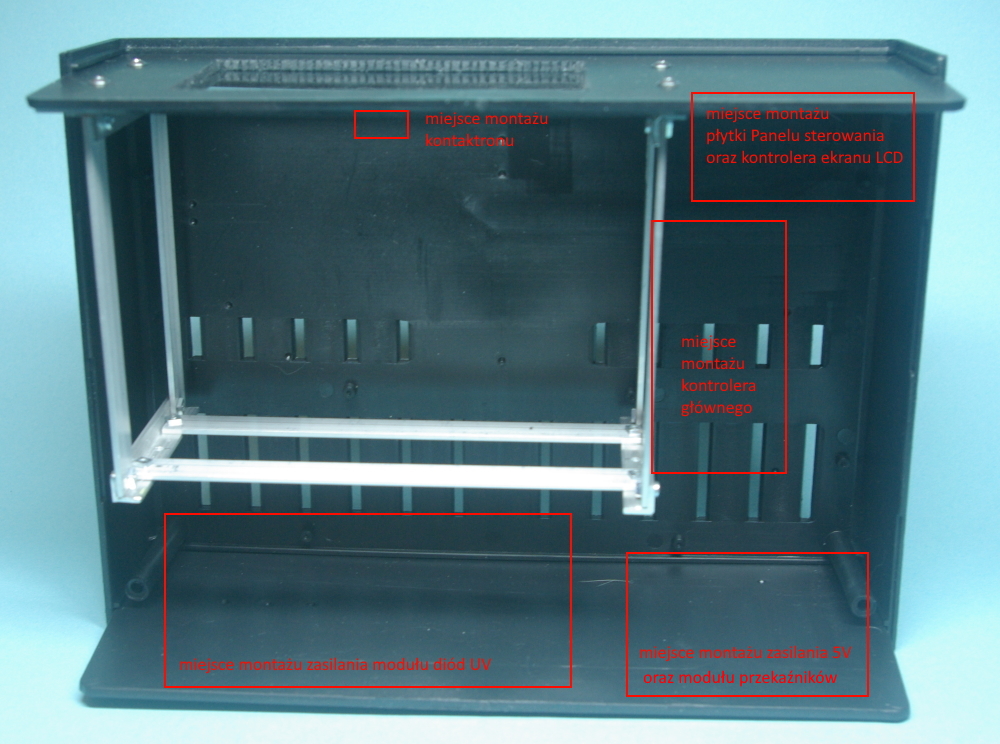 miejsce montażu
kontaktronu
miejsce montażu
płytki Panelu sterowania
oraz kontrolera ekranu LCD
miejsce
montażu
kontrolera
głównego
miejsce montażu zasilania modułu diód UV
miejsce montażu zasilania 5V
oraz modułu przekaźników